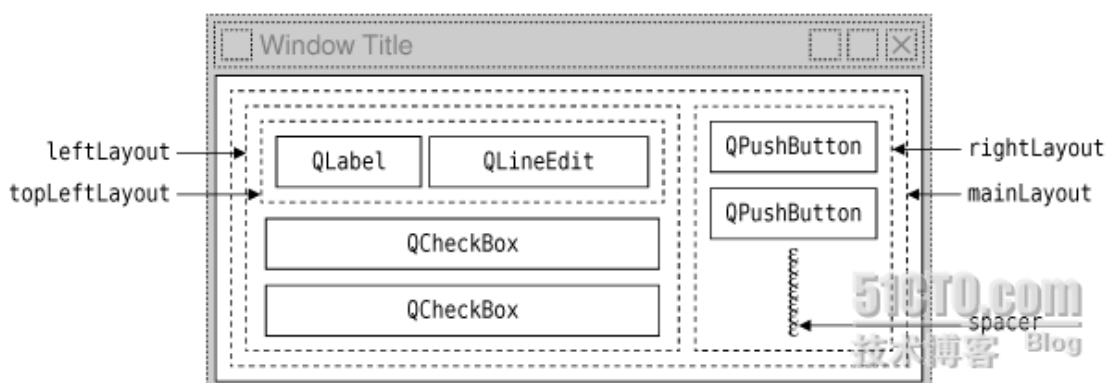 Window Title
leftLayout
topLeftLayout
QLabel
QLineEdit
QCheckBox
QCheckBox
QPushButton
QPushButton
rightLayout
mainLayout
spacer
51CTO.com
技术博客 Blog